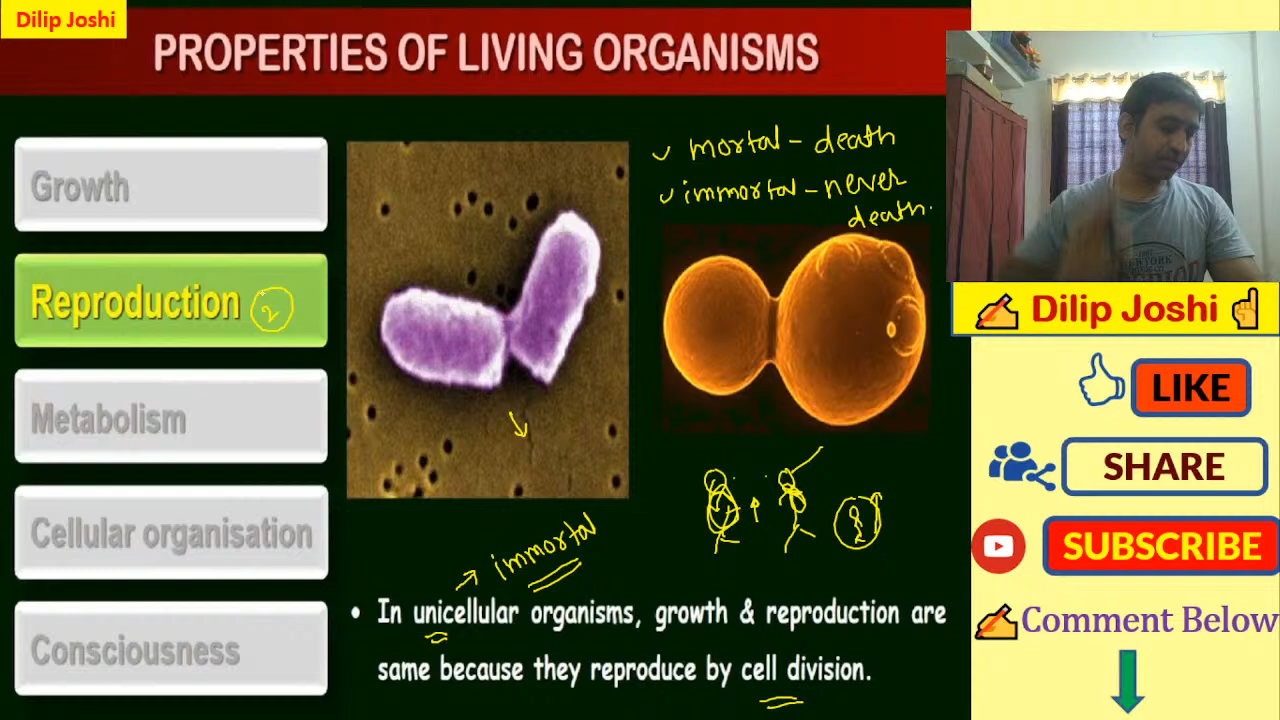 Dilip Joshi
PROPERTIES OF LIVING ORGANISMS
Growth
Reproduction 2
Metabolism
Cellular organisation
Consciousness
mortal - death
immortal - never
death.
immortal
• In unicellular organisms, growth & reproduction are
same because they reproduce by cell division.
Dilip Joshi
LIKE
SHARE
SUBSCRIBE
Comment Below